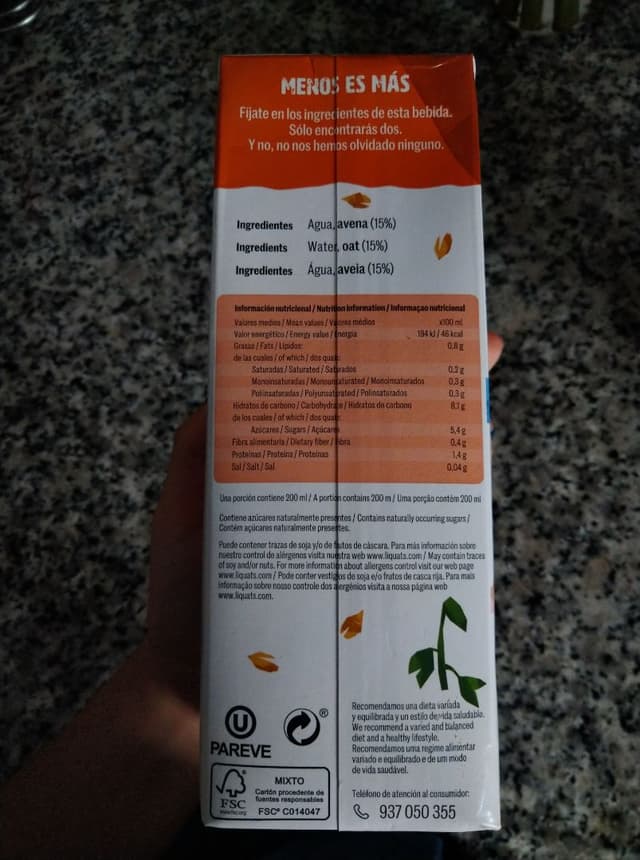 MENOS ES MÁS
Fíjate en los ingredientes de esta bebida.
Sólo encontrarás dos.
Y no, no nos hemos olvidado ninguno.
Ingredientes Agua, avena (15%)
Ingredients Water, oat (15%)
Ingredientes Água, aveia (15%)
Información nutricional / Nutrition information / Informaçao nutricional
Valores medios / Mean values / Valores médios x100 ml
Valor energético / Energy value / Energia 194 kJ / 46 kcal
Grasas / Fats / Lípidos: 0,8 g
de las cuales / of which / dos quais:
Saturadas / Saturated / Saturados 0,2 g
Monoinsaturadas / Monounsaturated / Monoinsaturados 0,3 g
Poliinsaturadas / Polyunsaturated / Polinsaturados 0,3 g
Hidratos de carbono / Carbohydrate / Hidratos de carbono 8,1 g
de los cuales / of which / dos quais:
Azúcares / Sugars / Açúcares 5,4 g
Fibra alimentaria / Dietary fiber / Fibra 0,4 g
Proteínas / Proteins / Proteínas 1,4 g
Sal / Salt / Sal 0,04 g
Una porción contiene 200 ml / A portion contains 200 m / Uma porção contém 200 ml
Contiene azúcares naturalmente presentes / Contains naturally occurring sugars /
Contém açúcares naturalmente presentes.
Puede contener trazas de soja y/o de frutos de cáscara. Para más información sobre
nuestro control de alérgenos visita nuestra web www.liquats.com / May contain traces
of soy and/or nuts. For more information about allergens control visit our web page
www.liquats.com / Pode conter vestígios de soja e/o frutos de casca rija. Para mais
informação sobre nosso controle dos alergénios visita a nossa página web
www.liquats.com.
U
PAREVE
®
FSC
www.fsc.org
MIXTO
Cartón procedente de
fuentes responsables
FSC® C014047
Recomendamos una dieta variada
y equilibrada y un estilo de vida saludable.
We recommend a varied and balanced
diet and a healthy lifestyle.
Recomendamos uma regime alimentar
variado e equilibrado e de um modo
de vida saudável.
Teléfono de atención al consumidor:
937 050 355